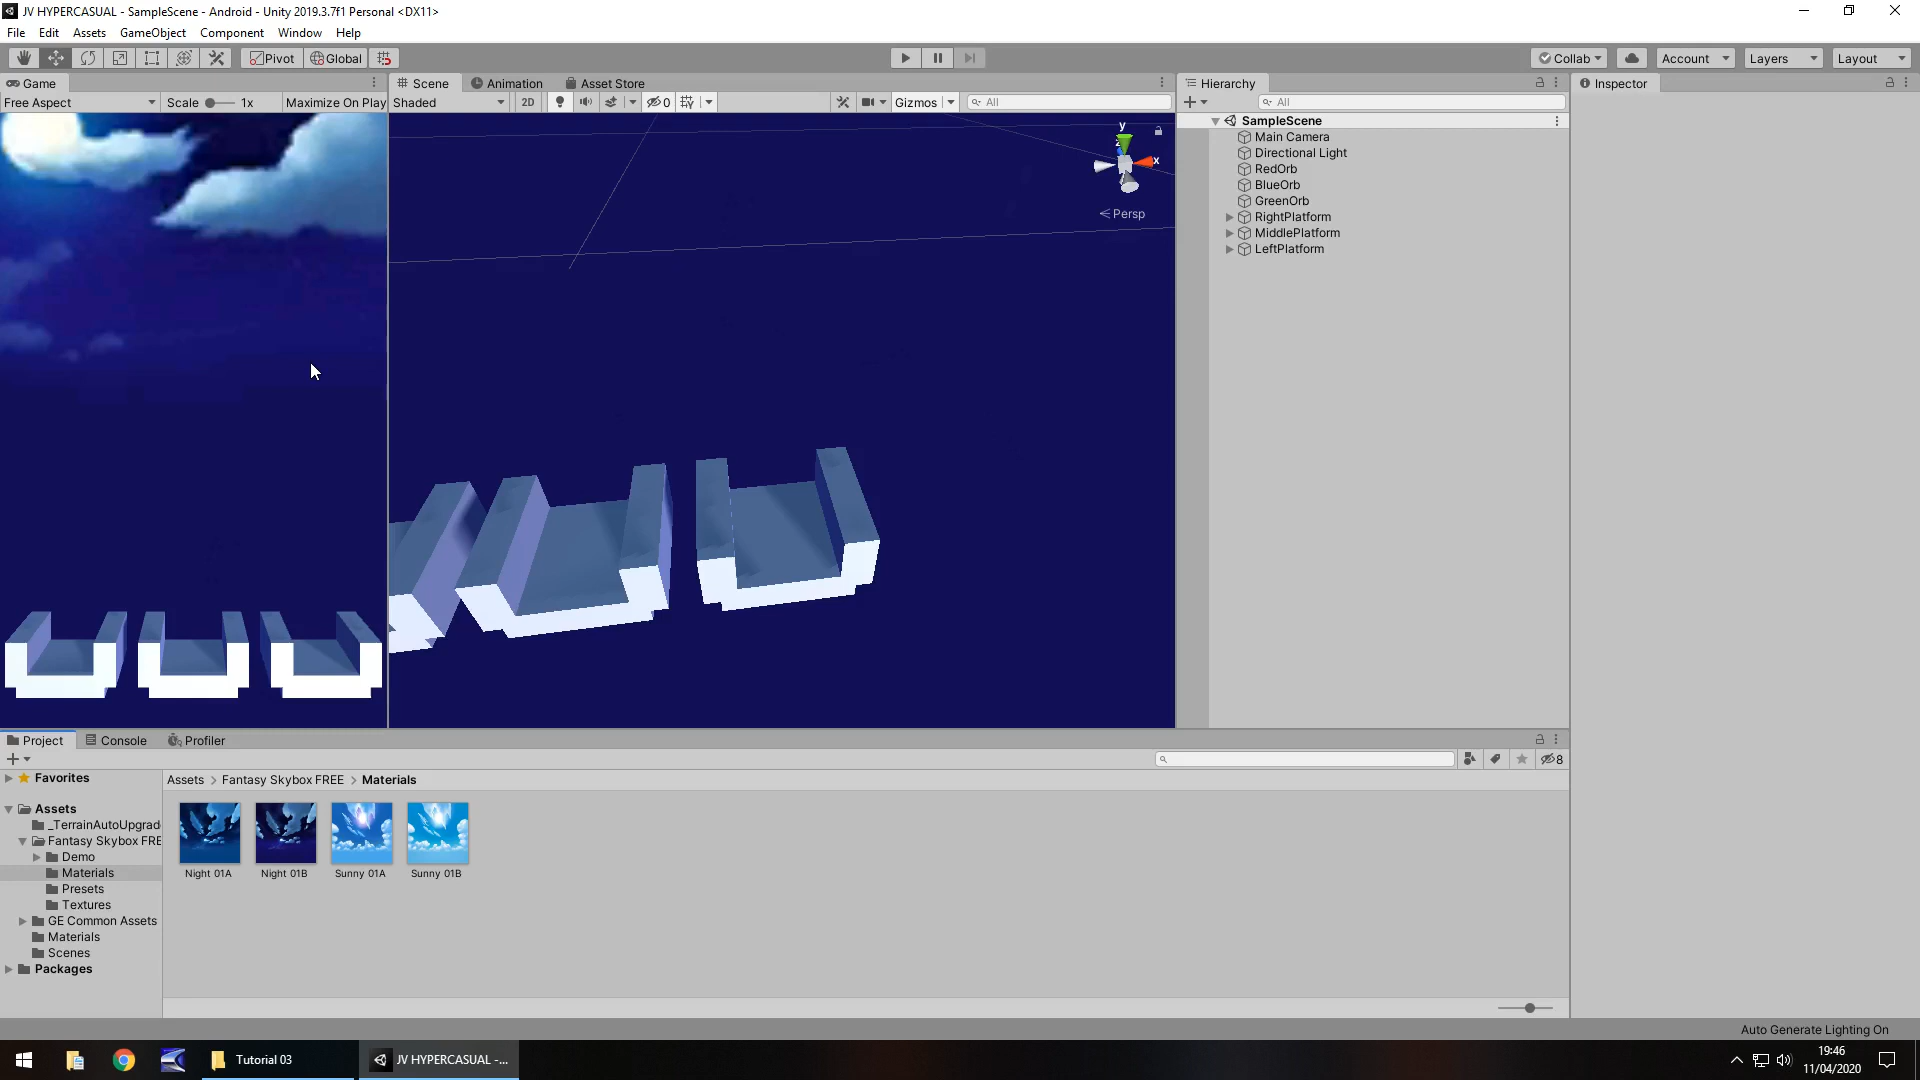 JV HYPERCASUAL - SampleScene - Android - Unity 2019.3.7f1 Personal <DX11>
File Edit Assets GameObject Component Window Help
Pivot Global Collab Account Layers Layout
Game Scene Animation Asset Store Hierarchy Inspector
Free Aspect Scale 1x Maximize On Play Shaded 2D 0 Gizmos All All
SampleScene
Main Camera
Directional Light
RedOrb
BlueOrb
GreenOrb
RightPlatform
MiddlePlatform
LeftPlatform
y
x
z
< Persp
Project Console Profiler
8
Favorites
Assets > Fantasy Skybox FREE > Materials
Assets
_TerrainAutoUpgrad
Fantasy Skybox FRE
Demo
Materials
Presets
Textures
GE Common Assets
Materials
Scenes
Packages
Night 01A Night 01B Sunny 01A Sunny 01B
Auto Generate Lighting On
Tutorial 03 JV HYPERCASUAL -...
19:46
11/04/2020